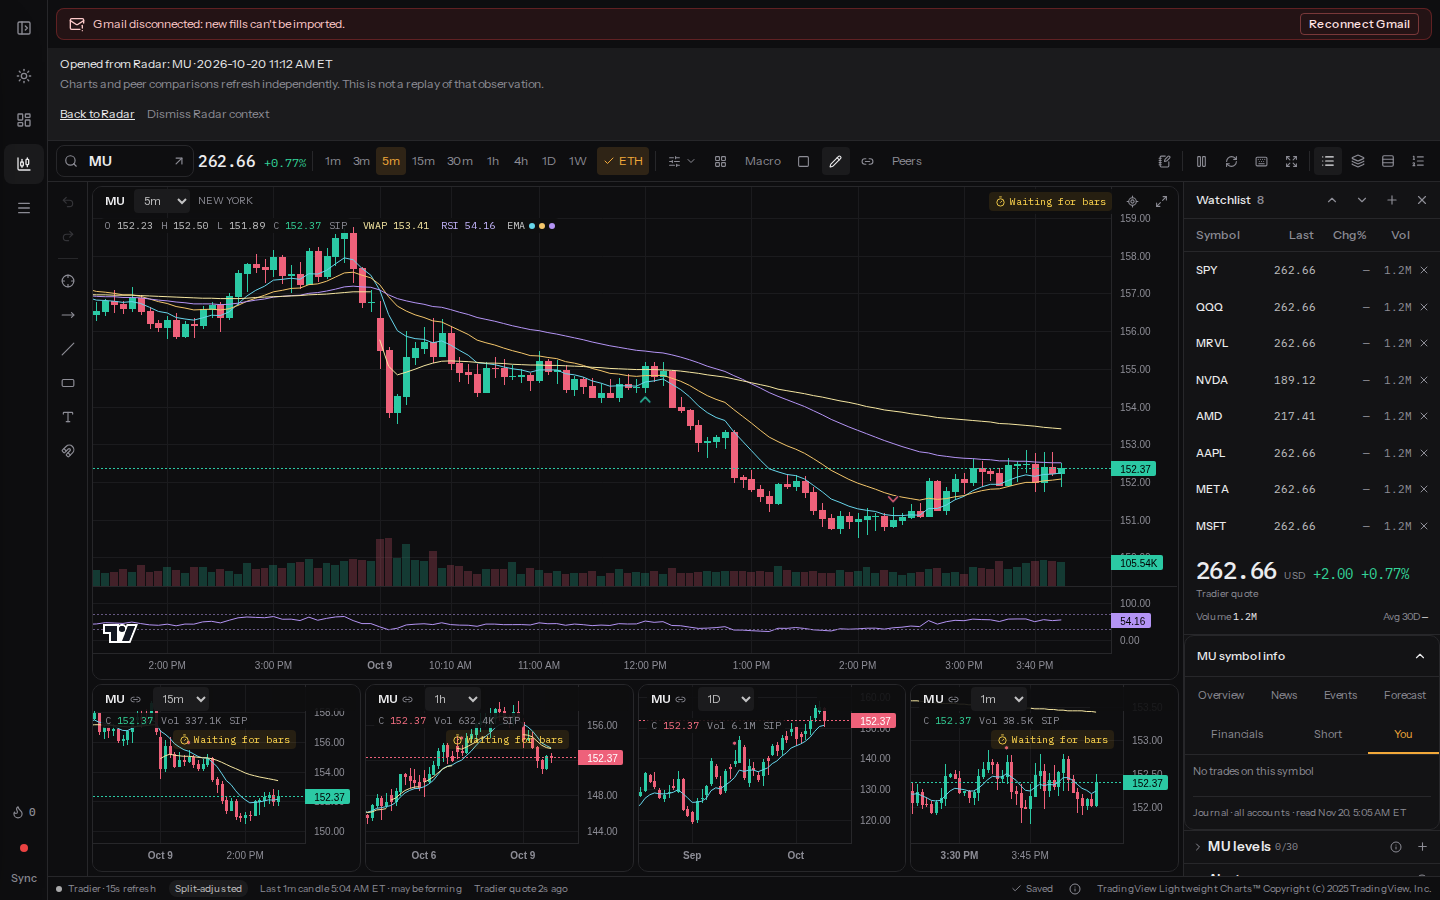 Gmail disconnected: new fills can't be imported.
Reconnect Gmail
Opened from Radar: MU · 2026-10-20 11:12 AM ET
Charts and peer comparisons refresh independently. This is not a replay of that observation.
Back to Radar Dismiss Radar context
MU 262.66 +0.77% 1m 3m 5m 15m 30m 1h 4h 1D 1W ETH Macro Peers
MU 5m NEW YORK Waiting for bars
O 152.23 H 152.50 L 151.89 C 152.37 SIP VWAP 153.41 RSI 54.16 EMA
159.00
158.00
157.00
156.00
155.00
154.00
153.00
152.37
152.00
151.00
105.54K
100.00
54.16
0.00
2:00 PM 3:00 PM Oct 9 10:10 AM 11:00 AM 12:00 PM 1:00 PM 2:00 PM 3:00 PM 3:40 PM
MU 15m
C 152.37 Vol 337.1K SIP
Waiting for bars
158.00
156.00
154.00
152.37
150.00
Oct 9 2:00 PM
MU 1h
C 152.37 Vol 632.4K SIP
Waiting for bars
156.00
152.37
148.00
144.00
Oct 6 Oct 9
MU 1D
C 152.37 Vol 6.1M SIP
152.37
150.00
140.00
130.00
120.00
Sep Oct
MU 1m
C 152.37 Vol 38.5K SIP
Waiting for bars
153.00
152.37
152.00
3:30 PM 3:45 PM
Watchlist 8
Symbol Last Chg% Vol
SPY 262.66 — 1.2M
QQQ 262.66 — 1.2M
MRVL 262.66 — 1.2M
NVDA 189.12 — 1.2M
AMD 217.41 — 1.2M
AAPL 262.66 — 1.2M
META 262.66 — 1.2M
MSFT 262.66 — 1.2M
262.66 USD +2.00 +0.77%
Tradier quote
Volume 1.2M Avg 30D —
MU symbol info
Overview News Events Forecast
Financials Short You
No trades on this symbol
Journal · all accounts · read Nov 20, 5:05 AM ET
MU levels 0/30
0
Sync
Tradier · 15s refresh Split-adjusted Last 1m candle 5:04 AM ET · may be forming Tradier quote 2s ago
Saved TradingView Lightweight Charts™ Copyright (c) 2025 TradingView, Inc.